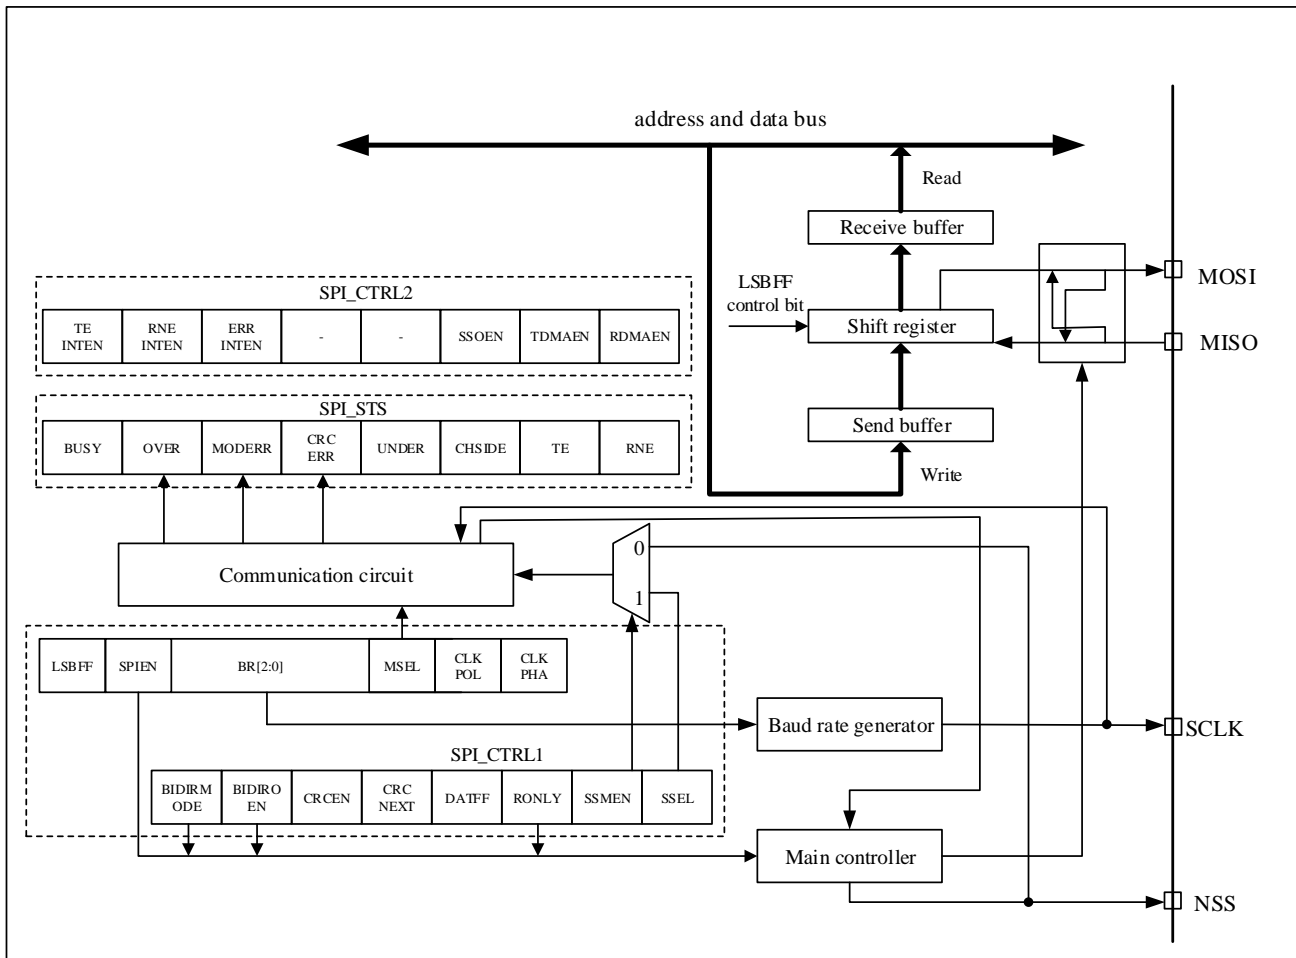 address and data bus
Read
Receive buffer
MOSI
LSBFF
control bit
Shift register
MISO
SPI_CTRL2
TE
INTEN
RNE
INTEN
ERR
INTEN
-
-
SSOEN
TDMAEN
RDMAEN
SPI_STS
BUSY
OVER
MODERR
CRC
ERR
UNDER
CHSIDE
TE
RNE
Send buffer
Write
0
1
Communication circuit
LSBFF
SPIEN
BR[2:0]
MSEL
CLK
POL
CLK
PHA
Baud rate generator
SCLK
SPI_CTRL1
BIDIRM
ODE
BIDIRO
EN
CRCEN
CRC
NEXT
DATFF
RONLY
SSMEN
SSEL
Main controller
NSS